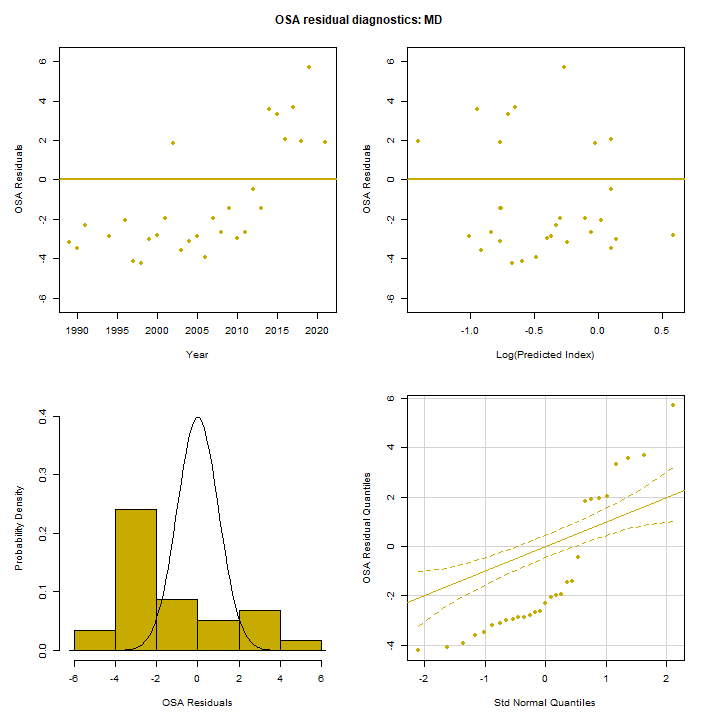 OSA residual diagnostics: MD
OSA Residuals
6
4
2
0
-2
-4
-6
1990 1995 2000 2005 2010 2015 2020
Year
OSA Residuals
6
4
2
0
-2
-4
-6
-1.0 -0.5 0.0 0.5
Log(Predicted Index)
Probability Density
0.4
0.3
0.2
0.1
0.0
-6 -4 -2 0 2 4 6
OSA Residuals
OSA Residual Quantiles
6
4
2
0
-2
-4
-2 -1 0 1 2
Std Normal Quantiles